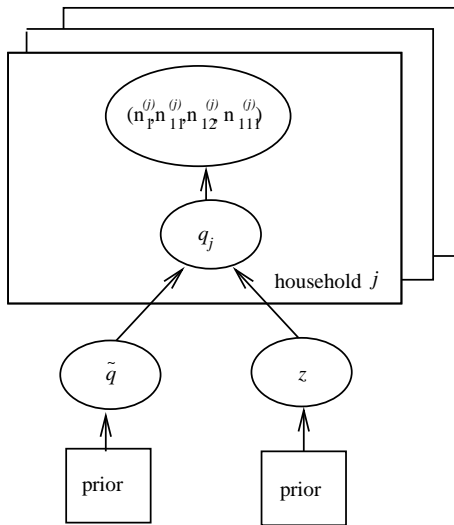 (n₁^(j), n₁₁^(j), n₁₂^(j), n₁₁₁^(j))
q_j
household j
q̃ z
prior prior